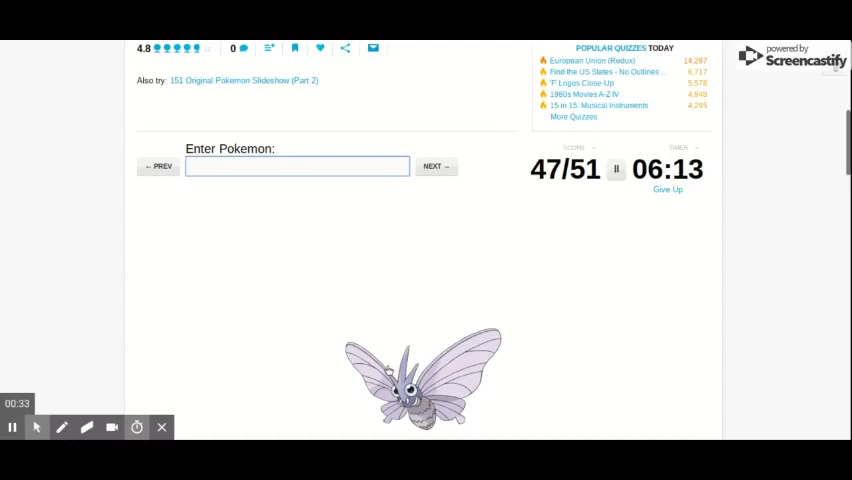 4.8
0
POPULAR QUIZZES TODAY
European Union (Redux) 14,287
Find the US States - No Outlines... 6,717
'F' Logos Close-Up 5,578
1980s Movies A-Z IV 4,948
15 in 15: Musical Instruments 4,295
More Quizzes
powered by
Screencastify
Also try: 151 Original Pokemon Slideshow (Part 2)
Enter Pokemon:
← PREV
NEXT →
SCORE
47/51
TIMER
06:13
Give Up
00:33